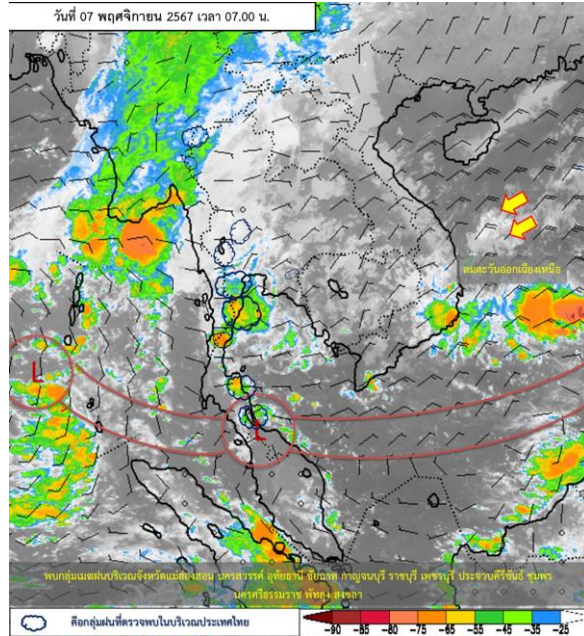 วันที่ 07 พฤศจิกายน 2567 เวลา 07.00 น.
ลมตะวันออกเฉียงเหนือ
L
L
พบกลุ่มเมฆฝนบริเวณจังหวัดแม่ฮ่องสอน นครสวรรค์ อุทัยธานี ชัยนาท กาญจนบุรี ราชบุรี เพชรบุรี ประจวบคีรีขันธ์ ชุมพร
นครศรีธรรมราช พัทลุง สงขลา
คือกลุ่มฝนที่ตรวจพบในบริเวณประเทศไทย
-90 -85 -80 -75 -65 -55 -45 -35 -25